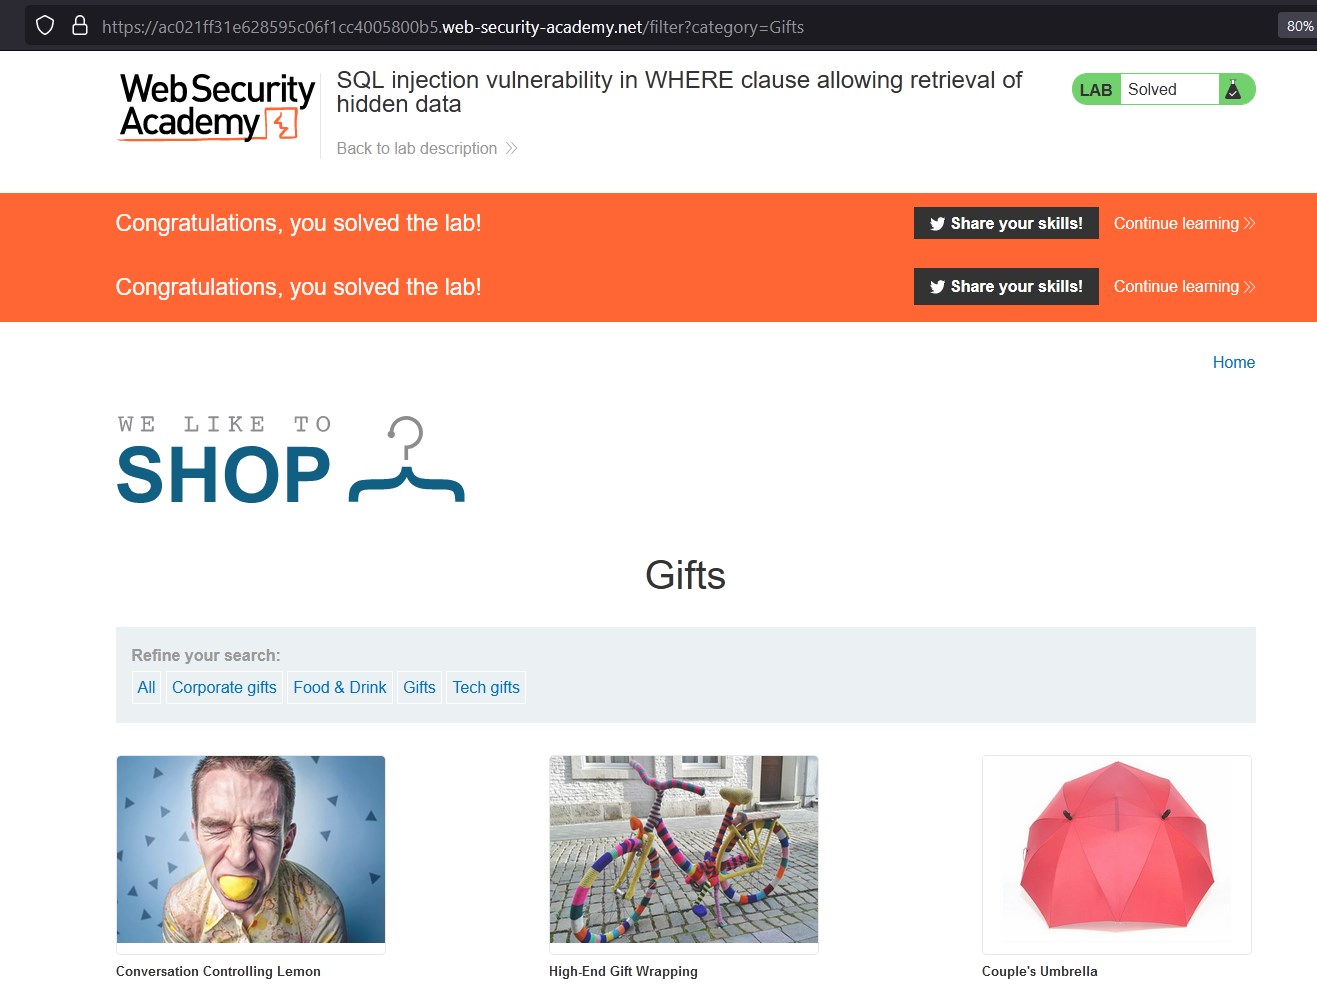 https://ac021ff31e628595c06f1cc4005800b5.web-security-academy.net/filter?category=Gifts
80%
Web Security
Academy
SQL injection vulnerability in WHERE clause allowing retrieval of
hidden data
Back to lab description
LAB Solved
Congratulations, you solved the lab!
Share your skills!
Continue learning
Congratulations, you solved the lab!
Share your skills!
Continue learning
Home
WE LIKE TO
SHOP
Gifts
Refine your search:
All
Corporate gifts
Food & Drink
Gifts
Tech gifts
Conversation Controlling Lemon
High-End Gift Wrapping
Couple's Umbrella